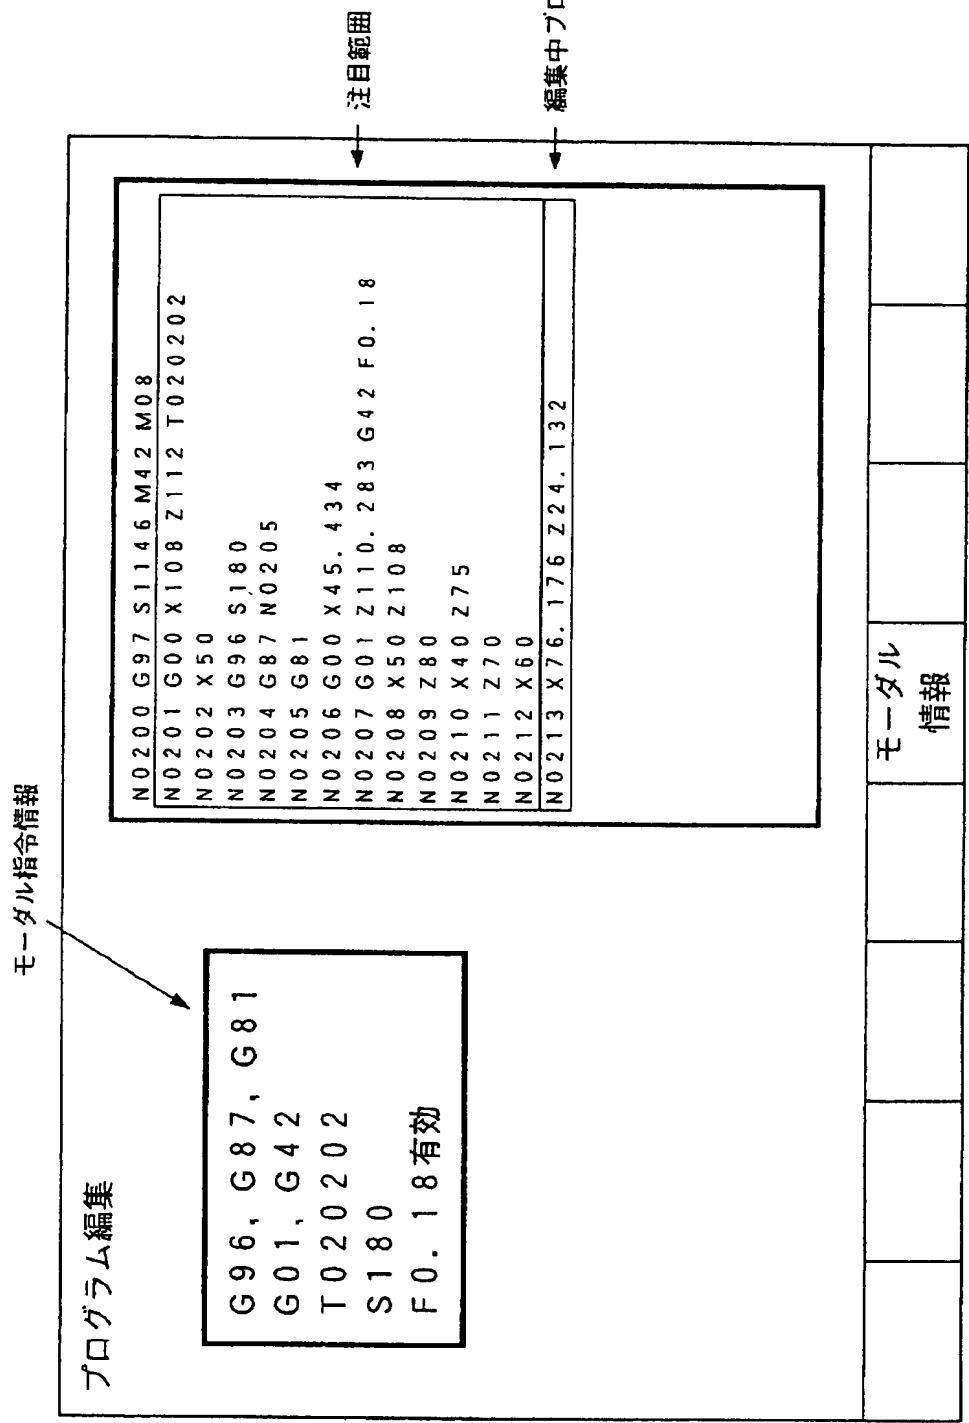 モーダル指令情報
プログラム編集
G96, G87, G81
G01, G42
T020202
S180
F0.18有効
N0200 G97 S1146 M42 M08
N0201 G00 X108 Z112 T020202
N0202 X50
N0203 G96 S180
N0204 G87 N0205
N0205 G81
N0206 G00 X45.434
N0207 G01 Z110.283 G42 F0.18
N0208 X50 Z108
N0209 Z80
N0210 X40 Z75
N0211 Z70
N0212 X60
N0213 X76.176 Z24.132
注目範囲
編集中ブロ
モーダル
情報